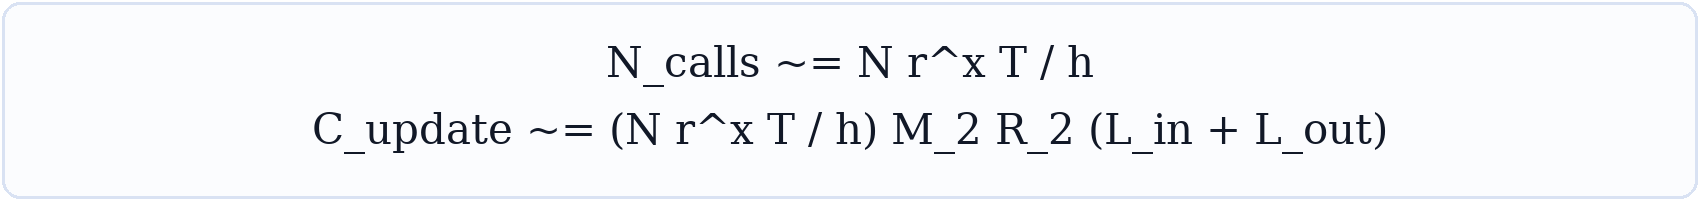 N_calls ~= N r^x T / h
C_update ~= (N r^x T / h) M_2 R_2 (L_in + L_out)